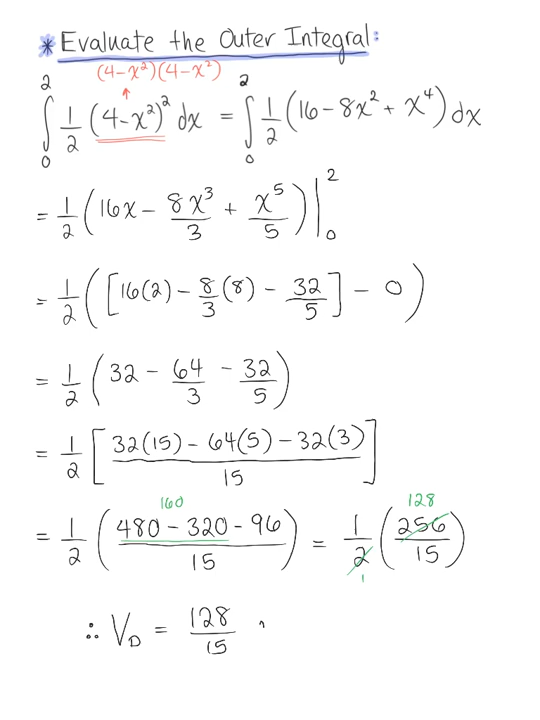 * Evaluate the Outer Integral:
(4-x²)(4-x²)
∫₀² 1/2 (4-x²)² dx = ∫₀² 1/2 (16-8x² + x⁴) dx
= 1/2 (16x - 8x³/3 + x⁵/5) |₀²
= 1/2 ([16(2) - 8/3 (8) - 32/5] - 0)
= 1/2 (32 - 64/3 - 32/5)
= 1/2 [(32(15) - 64(5) - 32(3))/15]
160 128
= 1/2 ((480 - 320 - 96)/15) = 1/2 (256/15)
1
∴ V_D = 128/15 ,